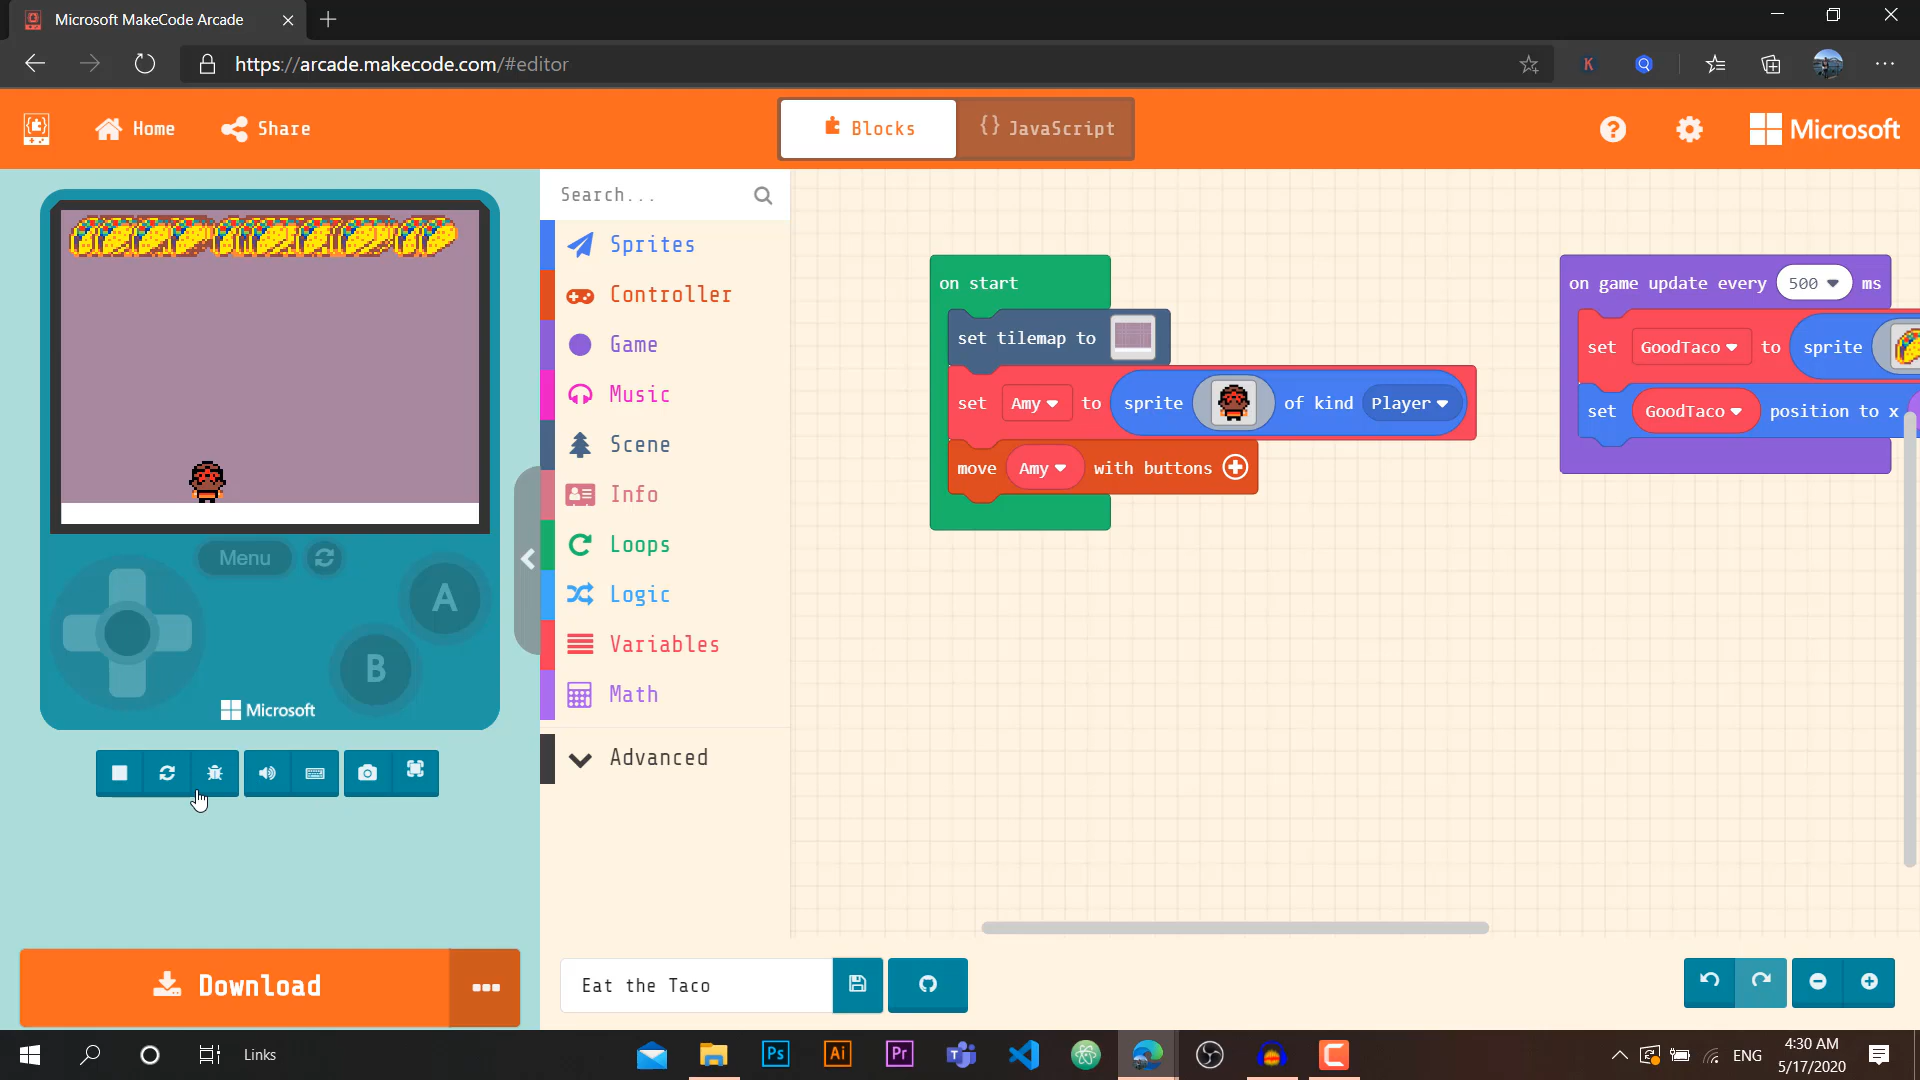 Microsoft MakeCode Arcade
https://arcade.makecode.com/#editor
Home
Share
Blocks
{} JavaScript
Microsoft
Search...
Sprites
Controller
Game
Music
Scene
Info
Loops
Logic
Variables
Math
Advanced
Menu
A
B
Microsoft
on start
set tilemap to
set Amy to sprite of kind Player
move Amy with buttons
on game update every 500 ms
set GoodTaco to sprite
set GoodTaco position to x
Download
Eat the Taco
Links
Ps
Ai
Pr
ENG
4:30 AM
5/17/2020